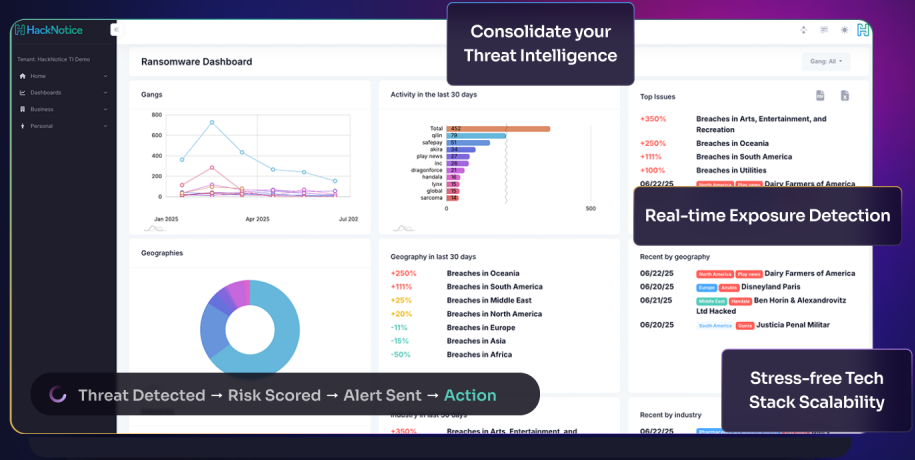 HackNotice
Tenant: HackNotice TI Demo
Home
Dashboards
Business
Personal
Consolidate your
Threat Intelligence
Ransomware Dashboard
Gang: All
Gangs
800
600
400
200
0
Jan 2025
Apr 2025
Jul 202
Activity in the last 30 days
Total 452
qilin 79
safepay 51
akira 34
play news 27
inc 26
dragonforce 21
handala 16
lynx 15
global 15
sarcoma 14
0
500
Top Issues
+350% Breaches in Arts, Entertainment, and
Recreation
+250% Breaches in Oceania
+111% Breaches in South America
+100% Breaches in Utilities
06/22/25 North America Play news Dairy Farmers of America
Real-time Exposure Detection
Geographies
Geography in last 30 days
+250% Breaches in Oceania
+111% Breaches in South America
+25% Breaches in Middle East
+20% Breaches in North America
-11% Breaches in Europe
-15% Breaches in Asia
-50% Breaches in Africa
Recent by geography
06/22/25 North America Play news Dairy Farmers of America
06/20/25 Europe Anubis Disneyland Paris
06/21/25 Middle East Handala Ben Horin & Alexandrovitz
Ltd Hacked
06/20/25 South America Gunra Justicia Penal Militar
Threat Detected → Risk Scored → Alert Sent → Action
Stress-free Tech
Stack Scalability
Industry in last 30 days
+350% Breaches in Arts, Entertainment, and
Recent by industry
06/22/25